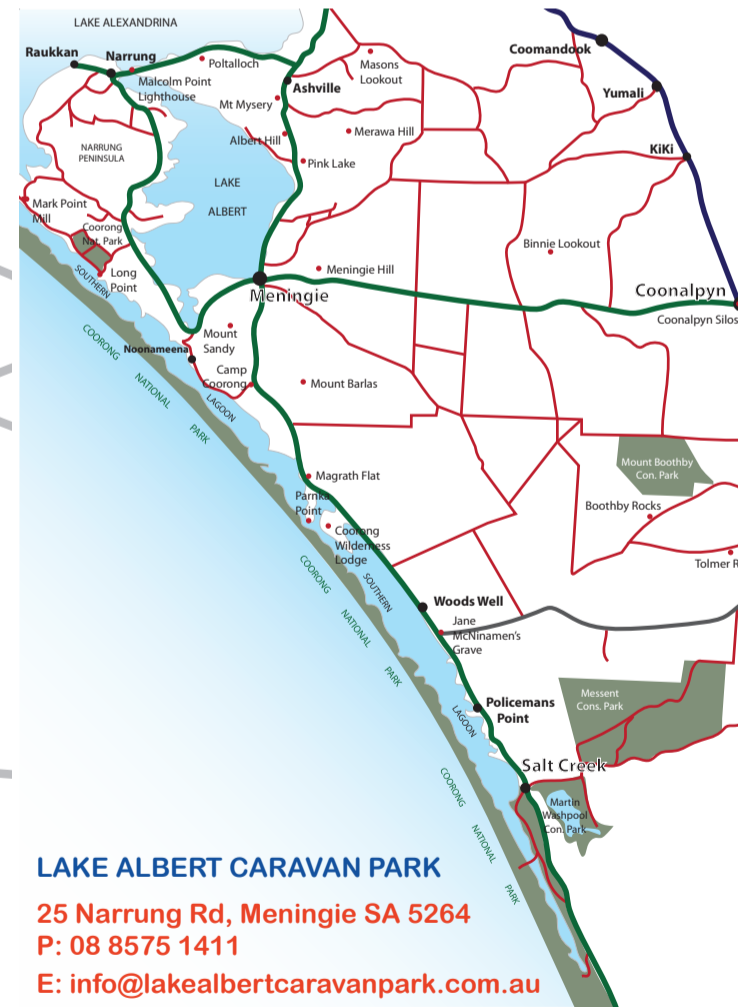 LAKE ALEXANDRINA
Raukkan
Narrung
Poltalloch
Malcolm Point
Lighthouse
Mt Mysery
Ashville
Masons
Lookout
Coomandook
Yumali
KiKi
Albert Hill
Merawa Hill
Pink Lake
NARRUNG
PENINSULA
LAKE
ALBERT
Mark Point
Mill
Coorong
Nat. Park
Long
Point
Binnie Lookout
Meningie Hill
Meningie
Coonalpyn
Coonalpyn Silos
SOUTHERN
LAGOON
COORONG
NATIONAL
PARK
Noonameena
Mount
Sandy
Camp
Coorong
Mount Barlas
Magrath Flat
Parnka
Point
Coorong
Wilderness
Lodge
Mount Boothby
Con. Park
Boothby Rocks
Tolmer R
COORONG
NATIONAL
PARK
SOUTHERN
LAGOON
Woods Well
Jane
McNinamen's
Grave
Policemans
Point
Messent
Cons. Park
Salt Creek
Martin
Washpool
Con. Park
COORONG
NATIONAL
PARK
LAKE ALBERT CARAVAN PARK
25 Narrung Rd, Meningie SA 5264
P: 08 8575 1411
E: info@lakealbertcaravanpark.com.au